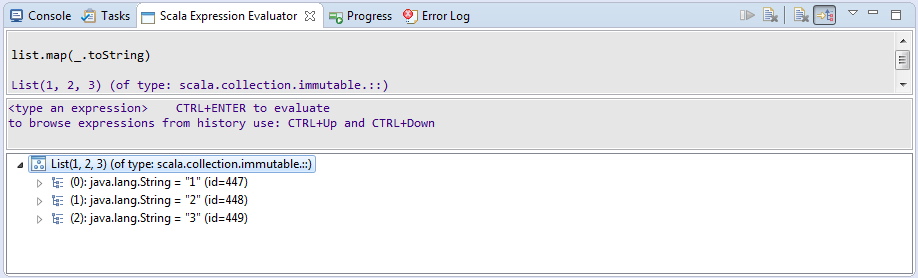 Console Tasks Scala Expression Evaluator Progress Error Log
list.map(_.toString)
List(1, 2, 3) (of type: scala.collection.immutable.::)
<type an expression> CTRL+ENTER to evaluate
to browse expressions from history use: CTRL+Up and CTRL+Down
List(1, 2, 3) (of type: scala.collection.immutable.::)
(0): java.lang.String = "1" (id=447)
(1): java.lang.String = "2" (id=448)
(2): java.lang.String = "3" (id=449)